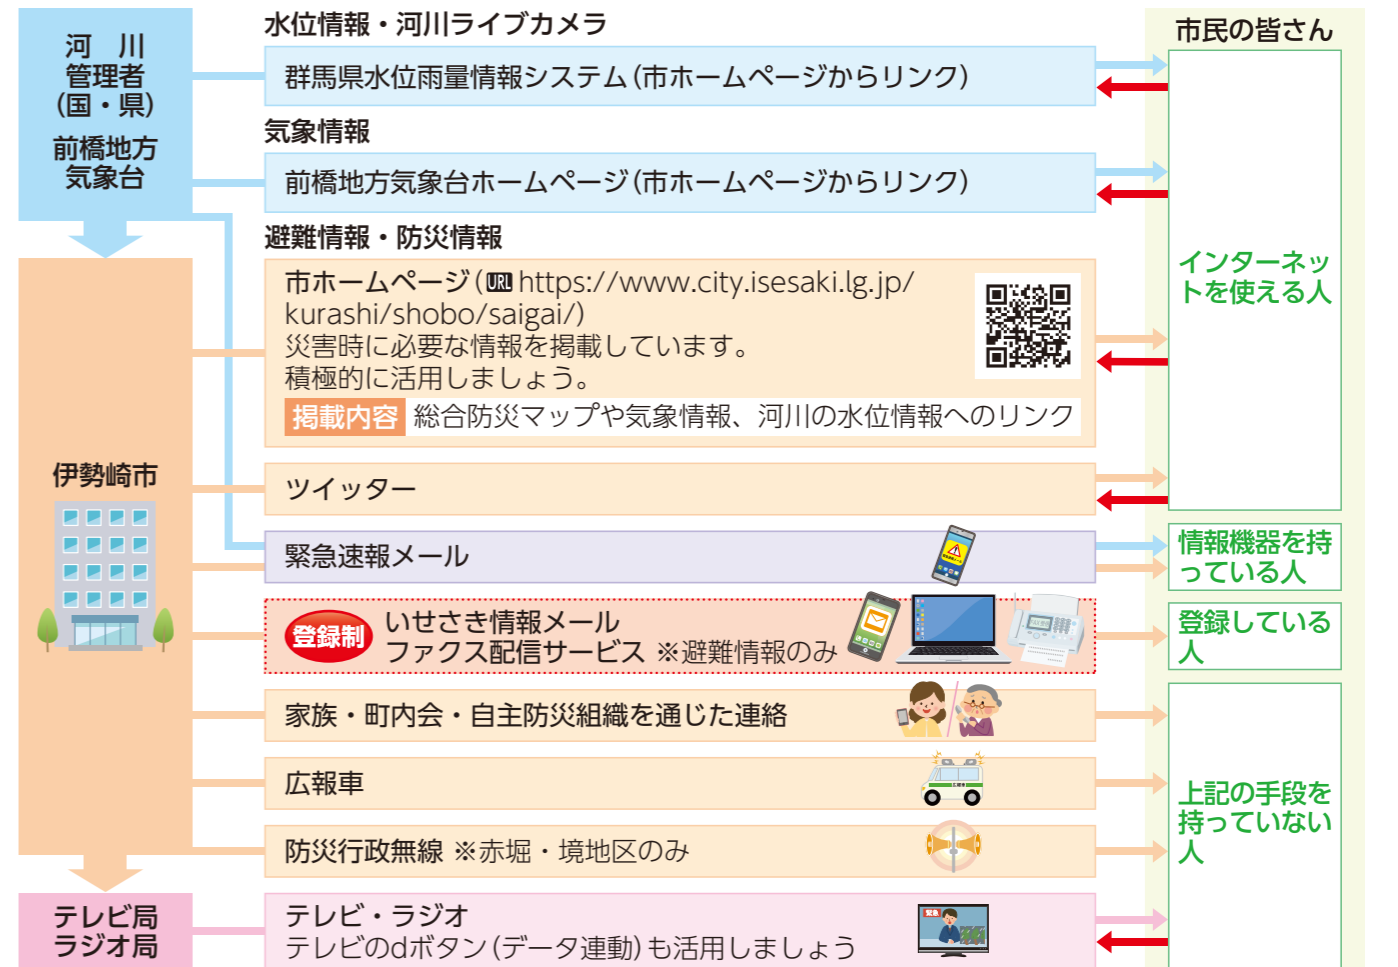 河 川
管理者
(国・県)
前橋地方
気象台
水位情報・河川ライブカメラ
群馬県水位雨量情報システム(市ホームページからリンク)
気象情報
前橋地方気象台ホームページ(市ホームページからリンク)
避難情報・防災情報
伊勢崎市
市ホームページ(URL https://www.city.isesaki.lg.jp/
kurashi/shobo/saigai/)
災害時に必要な情報を掲載しています。
積極的に活用しましょう。
掲載内容 総合防災マップや気象情報、河川の水位情報へのリンク
ツイッター
緊急速報メール
登録制
いせさき情報メール
ファクス配信サービス ※避難情報のみ
家族・町内会・自主防災組織を通じた連絡
広報車
広報車
防災行政無線 ※赤堀・境地区のみ
テレビ局
ラジオ局
テレビ・ラジオ
テレビのdボタン(データ連動)も活用しましょう
緊急
市民の皆さん
インターネッ
トを使える人
情報機器を持
っている人
登録している
人
上記の手段を
持っていない
人